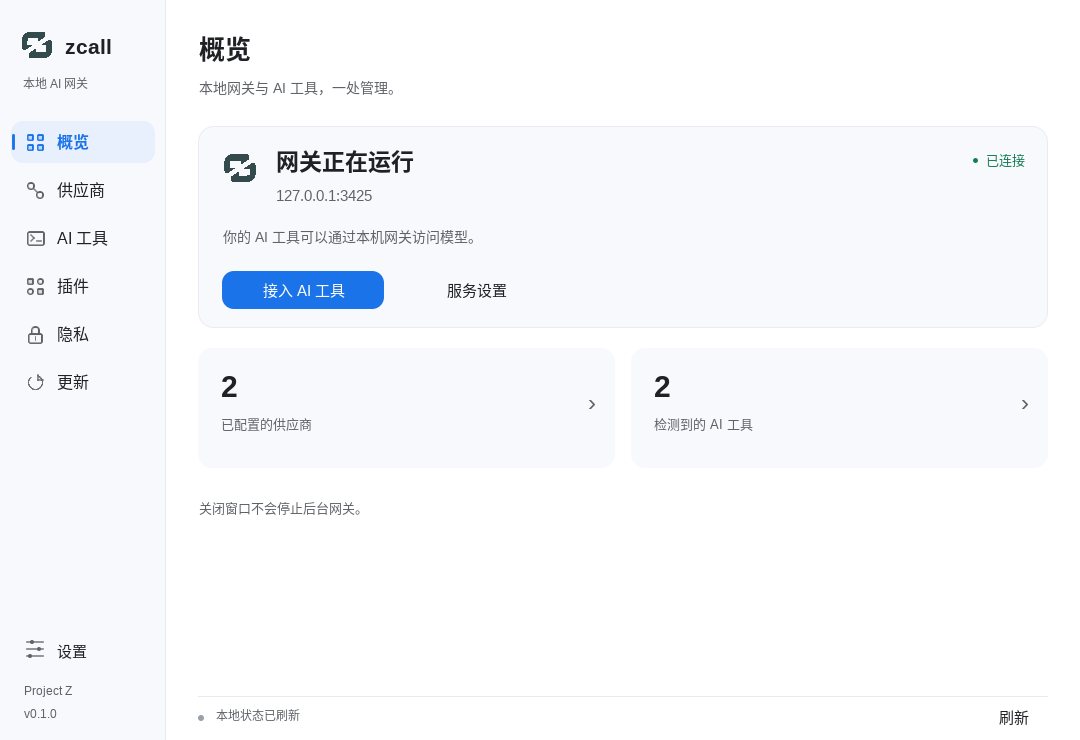 zcall
本地 AI 网关
概览
供应商
AI 工具
插件
隐私
更新
设置
Project Z
v0.1.0
概览
本地网关与 AI 工具，一处管理。
网关正在运行
127.0.0.1:3425
已连接
你的 AI 工具可以通过本机网关访问模型。
接入 AI 工具
服务设置
2
已配置的供应商
2
检测到的 AI 工具
关闭窗口不会停止后台网关。
本地状态已刷新
刷新